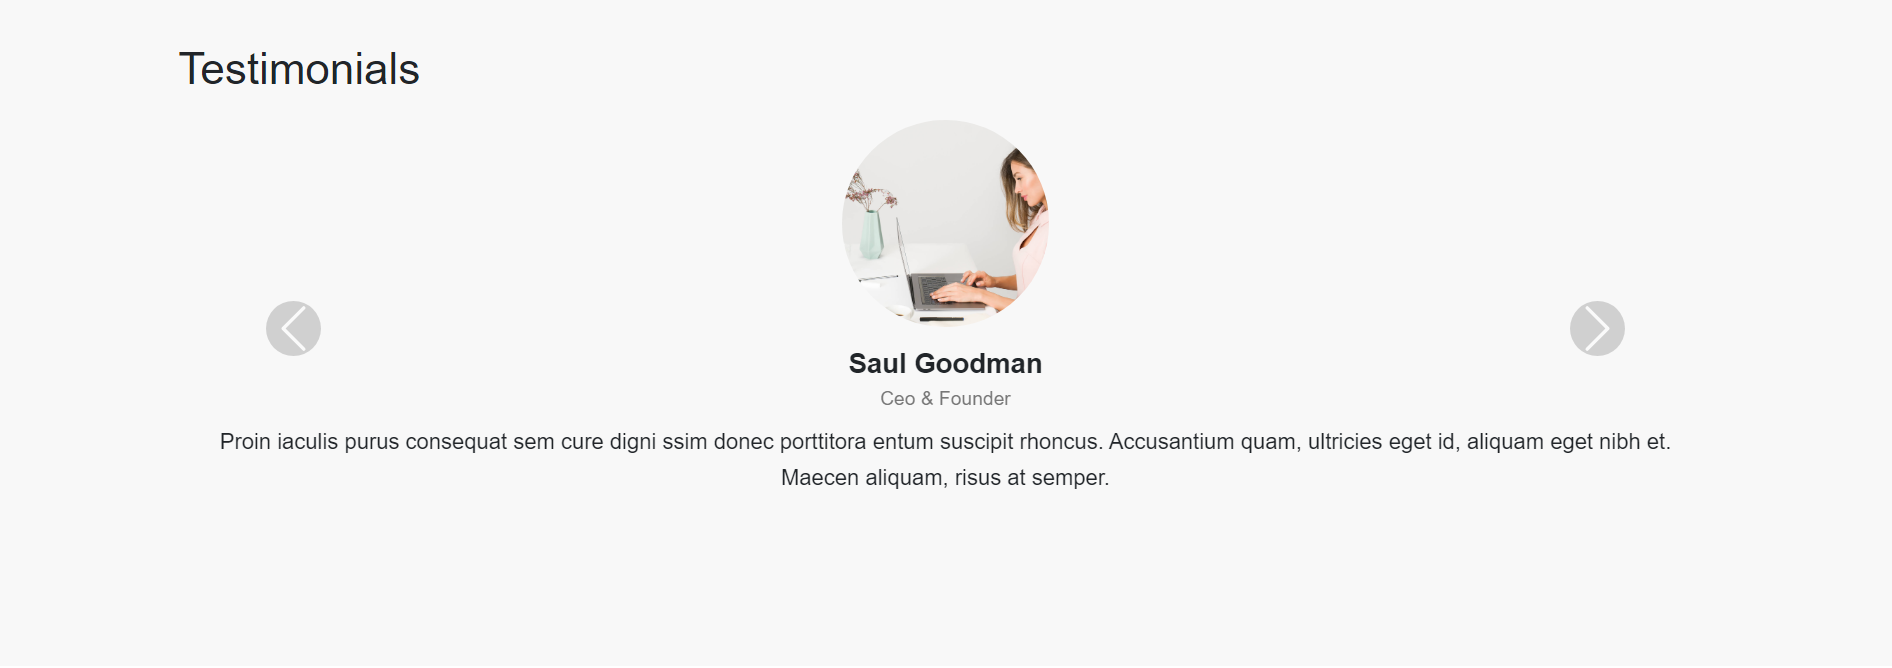 Testimonials
Saul Goodman
Ceo & Founder
Proin iaculis purus consequat sem cure digni ssim donec porttitora entum suscipit rhoncus. Accusantium quam, ultricies eget id, aliquam eget nibh et.
Maecen aliquam, risus at semper.